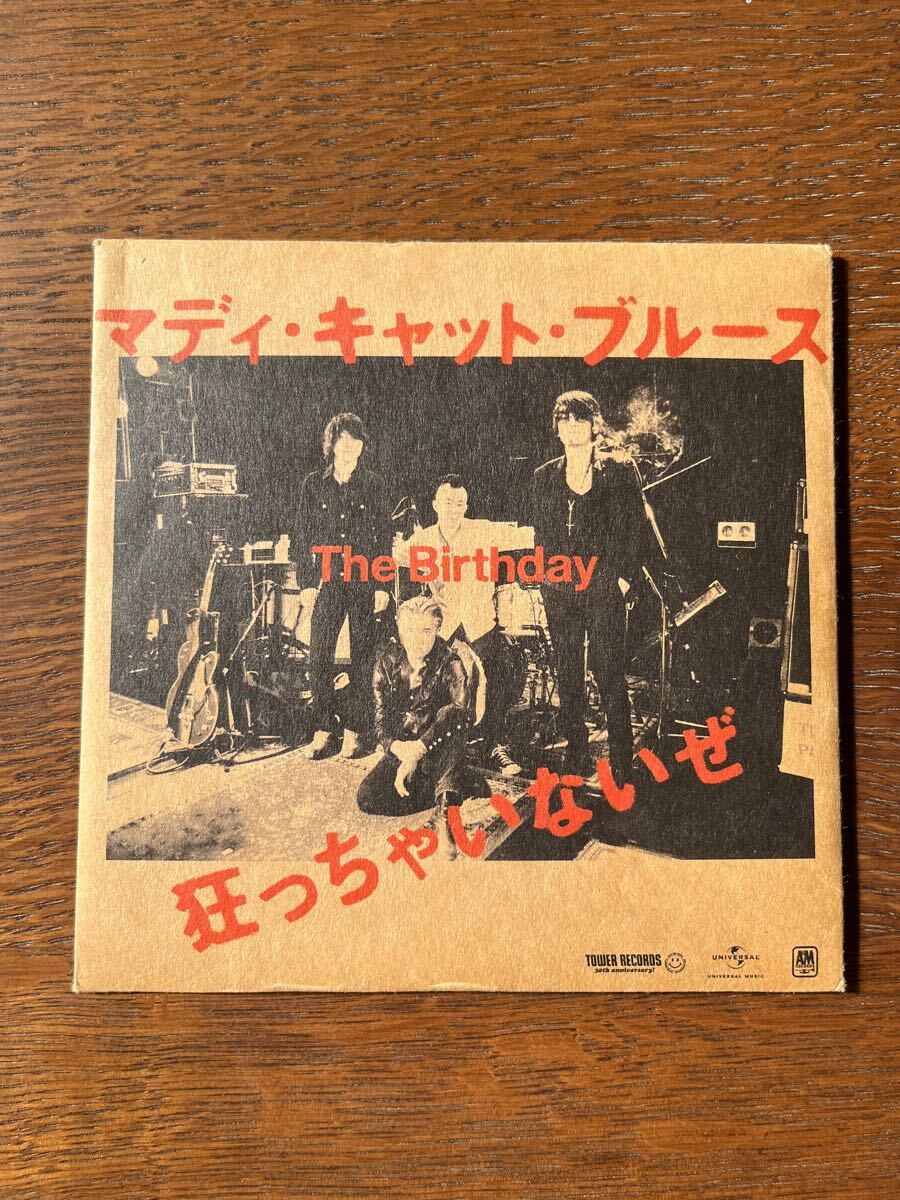 マディ・キャット・ブルース
The Birthday
狂っちゃいないぜ
TOWER RECORDS
30th anniversary!
UNIVERSAL
UNIVERSAL MUSIC
A&M